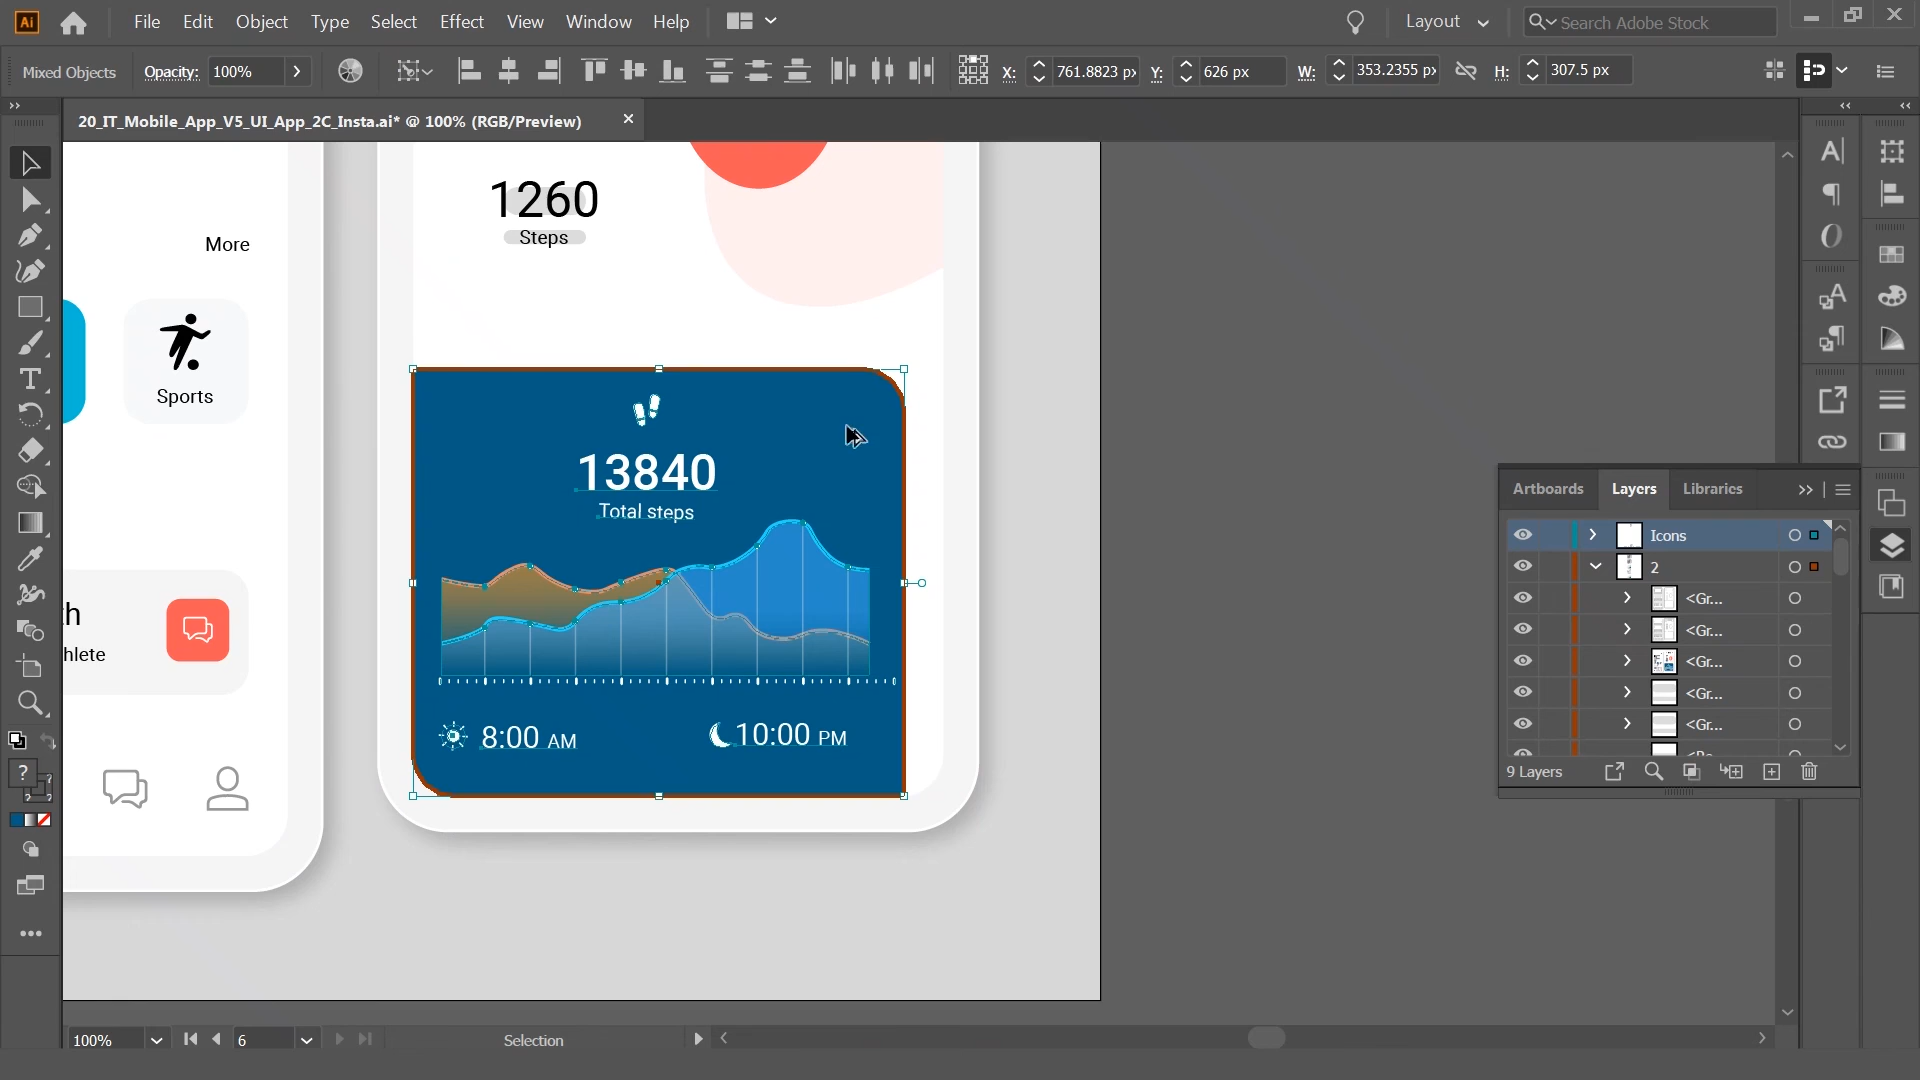 Ai File Edit Object Type Select Effect View Window Help Layout Search Adobe Stock
Mixed Objects Opacity: 100% X: 761.8823 px Y: 626 px W: 353.2355 px H: 307.5 px
20_IT_Mobile_App_V5_UI_App_2C_Insta.ai* @ 100% (RGB/Preview)
1260
Steps
More
Sports
13840
Total steps
8:00 AM
10:00 PM
th
hlete
Artboards Layers Libraries
Icons
2
<Gr...
<Gr...
<Gr...
<Gr...
<Gr...
9 Layers
100% 6 Selection